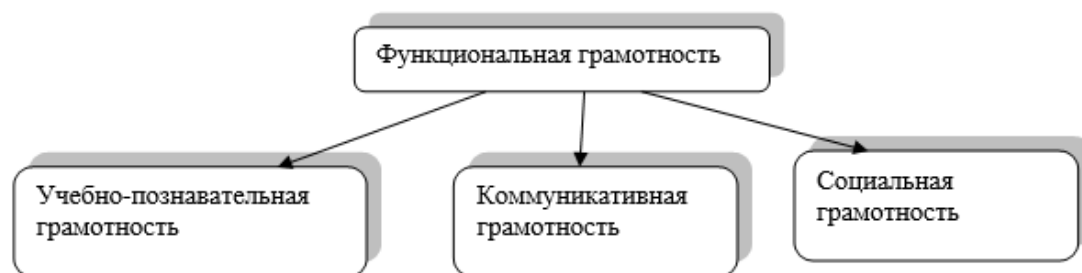 Функциональная грамотность
Учебно-познавательная
грамотность
Коммуникативная
грамотность
Социальная
грамотность